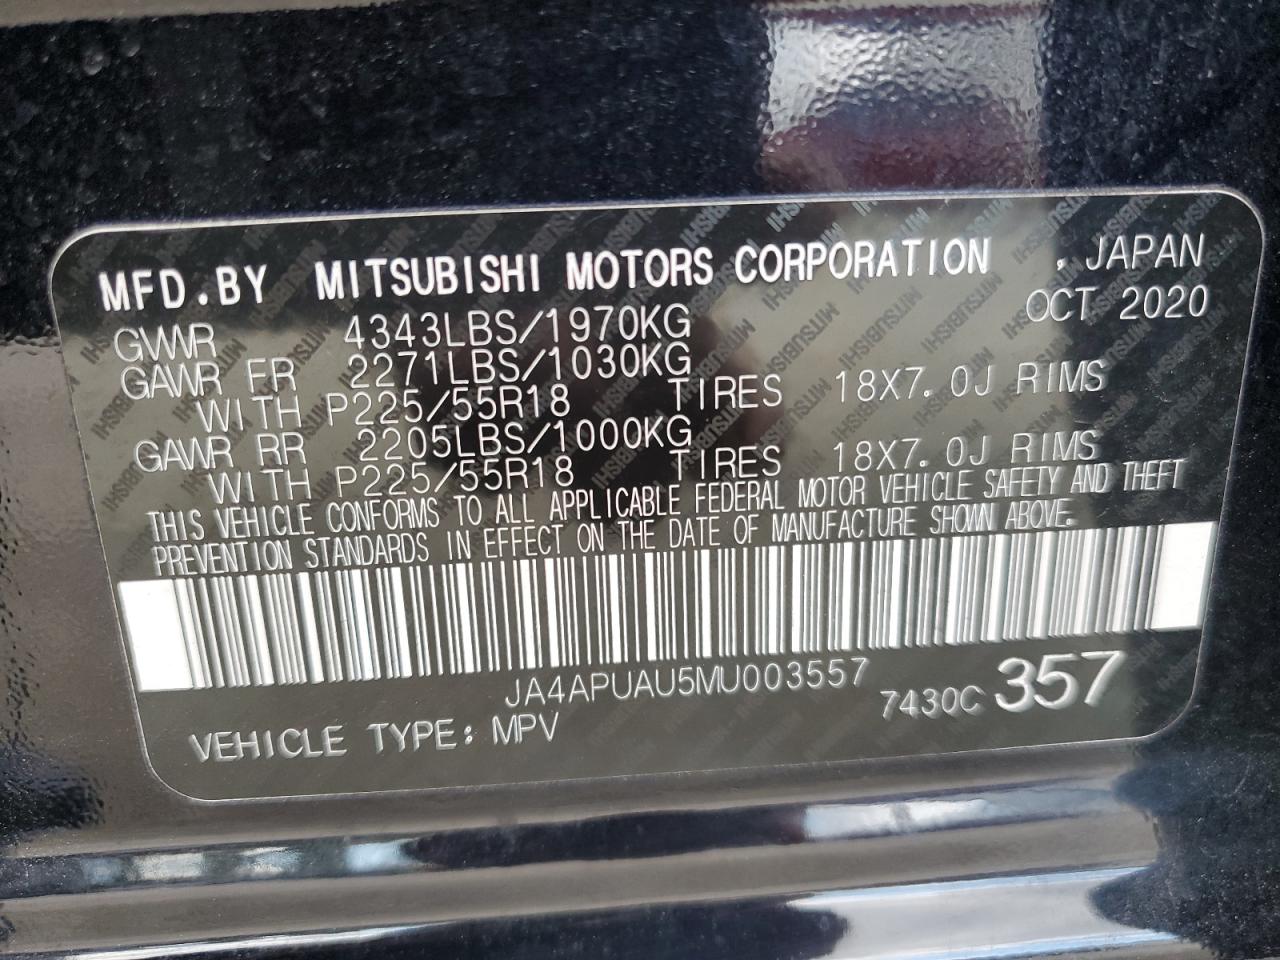 MFD.BY MITSUBISHI MOTORS CORPORATION , JAPAN
OCT 2020
GVWR 4343LBS/1970KG
GAWR FR 2271LBS/1030KG
WITH P225/55R18 TIRES 18X7.0J RIMS
GAWR RR 2205LBS/1000KG
WITH P225/55R18 TIRES 18X7.0J RIMS
THIS VEHICLE CONFORMS TO ALL APPLICABLE FEDERAL MOTOR VEHICLE SAFETY AND THEFT
PREVENTION STANDARDS IN EFFECT ON THE DATE OF MANUFACTURE SHOWN ABOVE.
JA4APUAU5MU003557
7430C 357
VEHICLE TYPE: MPV